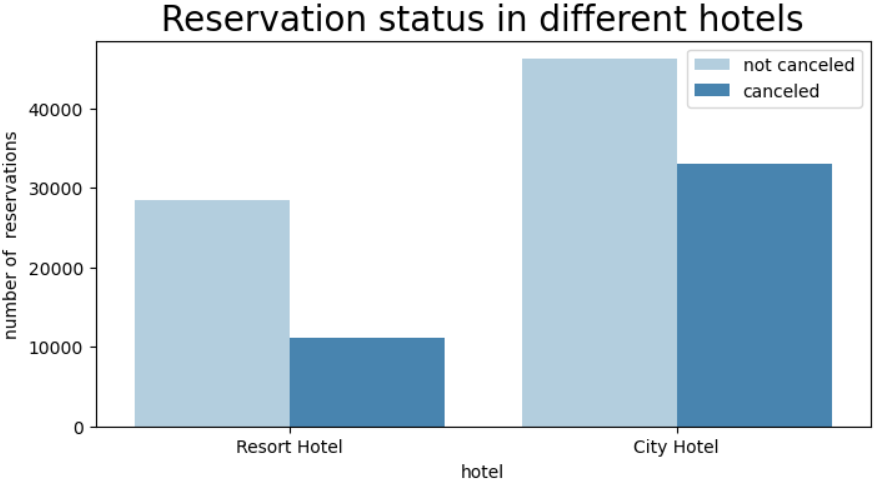 Reservation status in different hotels
not canceled
canceled
number of  reservations
40000
30000
20000
10000
0
Resort Hotel
City Hotel
hotel